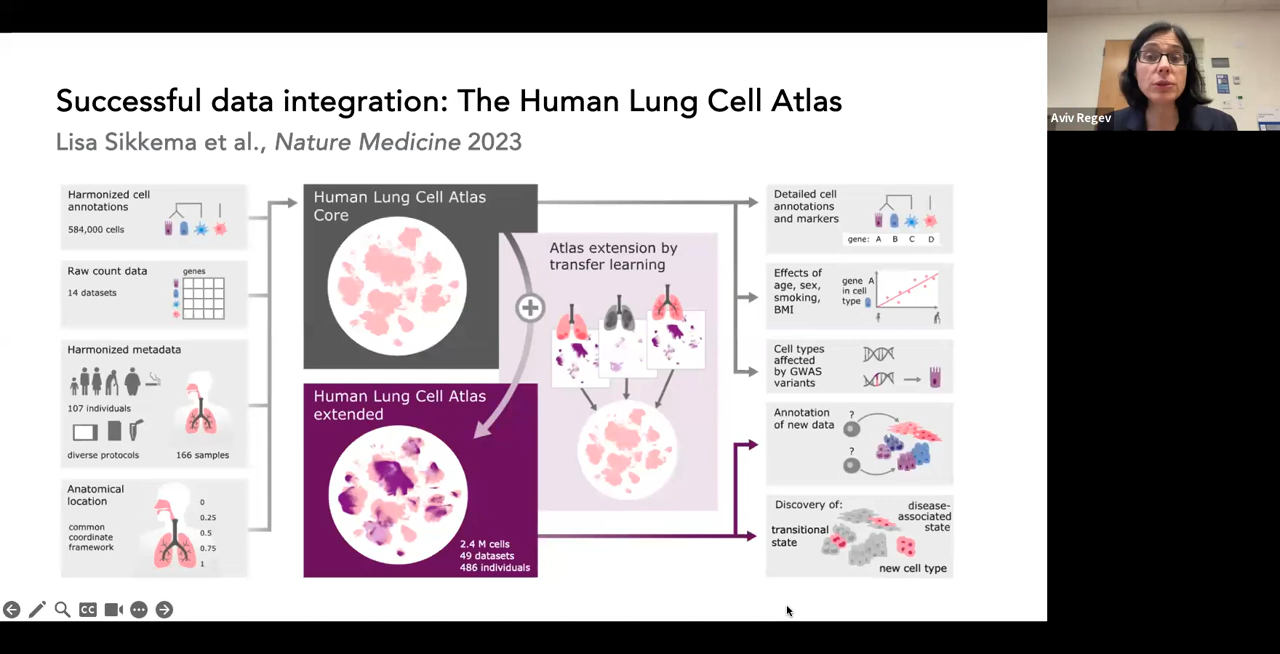 Successful data integration: The Human Lung Cell Atlas
Lisa Sikkema et al., Nature Medicine 2023
Aviv Regev
Harmonized cell
annotations
584,000 cells
Raw count data
14 datasets
genes
Harmonized metadata
107 individuals
diverse protocols
166 samples
Anatomical
location
common
coordinate
framework
0
0.25
0.5
0.75
1
Human Lung Cell Atlas
Core
Atlas extension by
transfer learning
Human Lung Cell Atlas
extended
2.4 M cells
49 datasets
486 individuals
Detailed cell
annotations
and markers
gene: A B C D
Effects of
age, sex,
smoking,
BMI
gene A
in cell
type
Cell types
affected
by GWAS
variants
Annotation
of new data
?
?
Discovery of:
disease-
associated
state
transitional
state
new cell type
CC